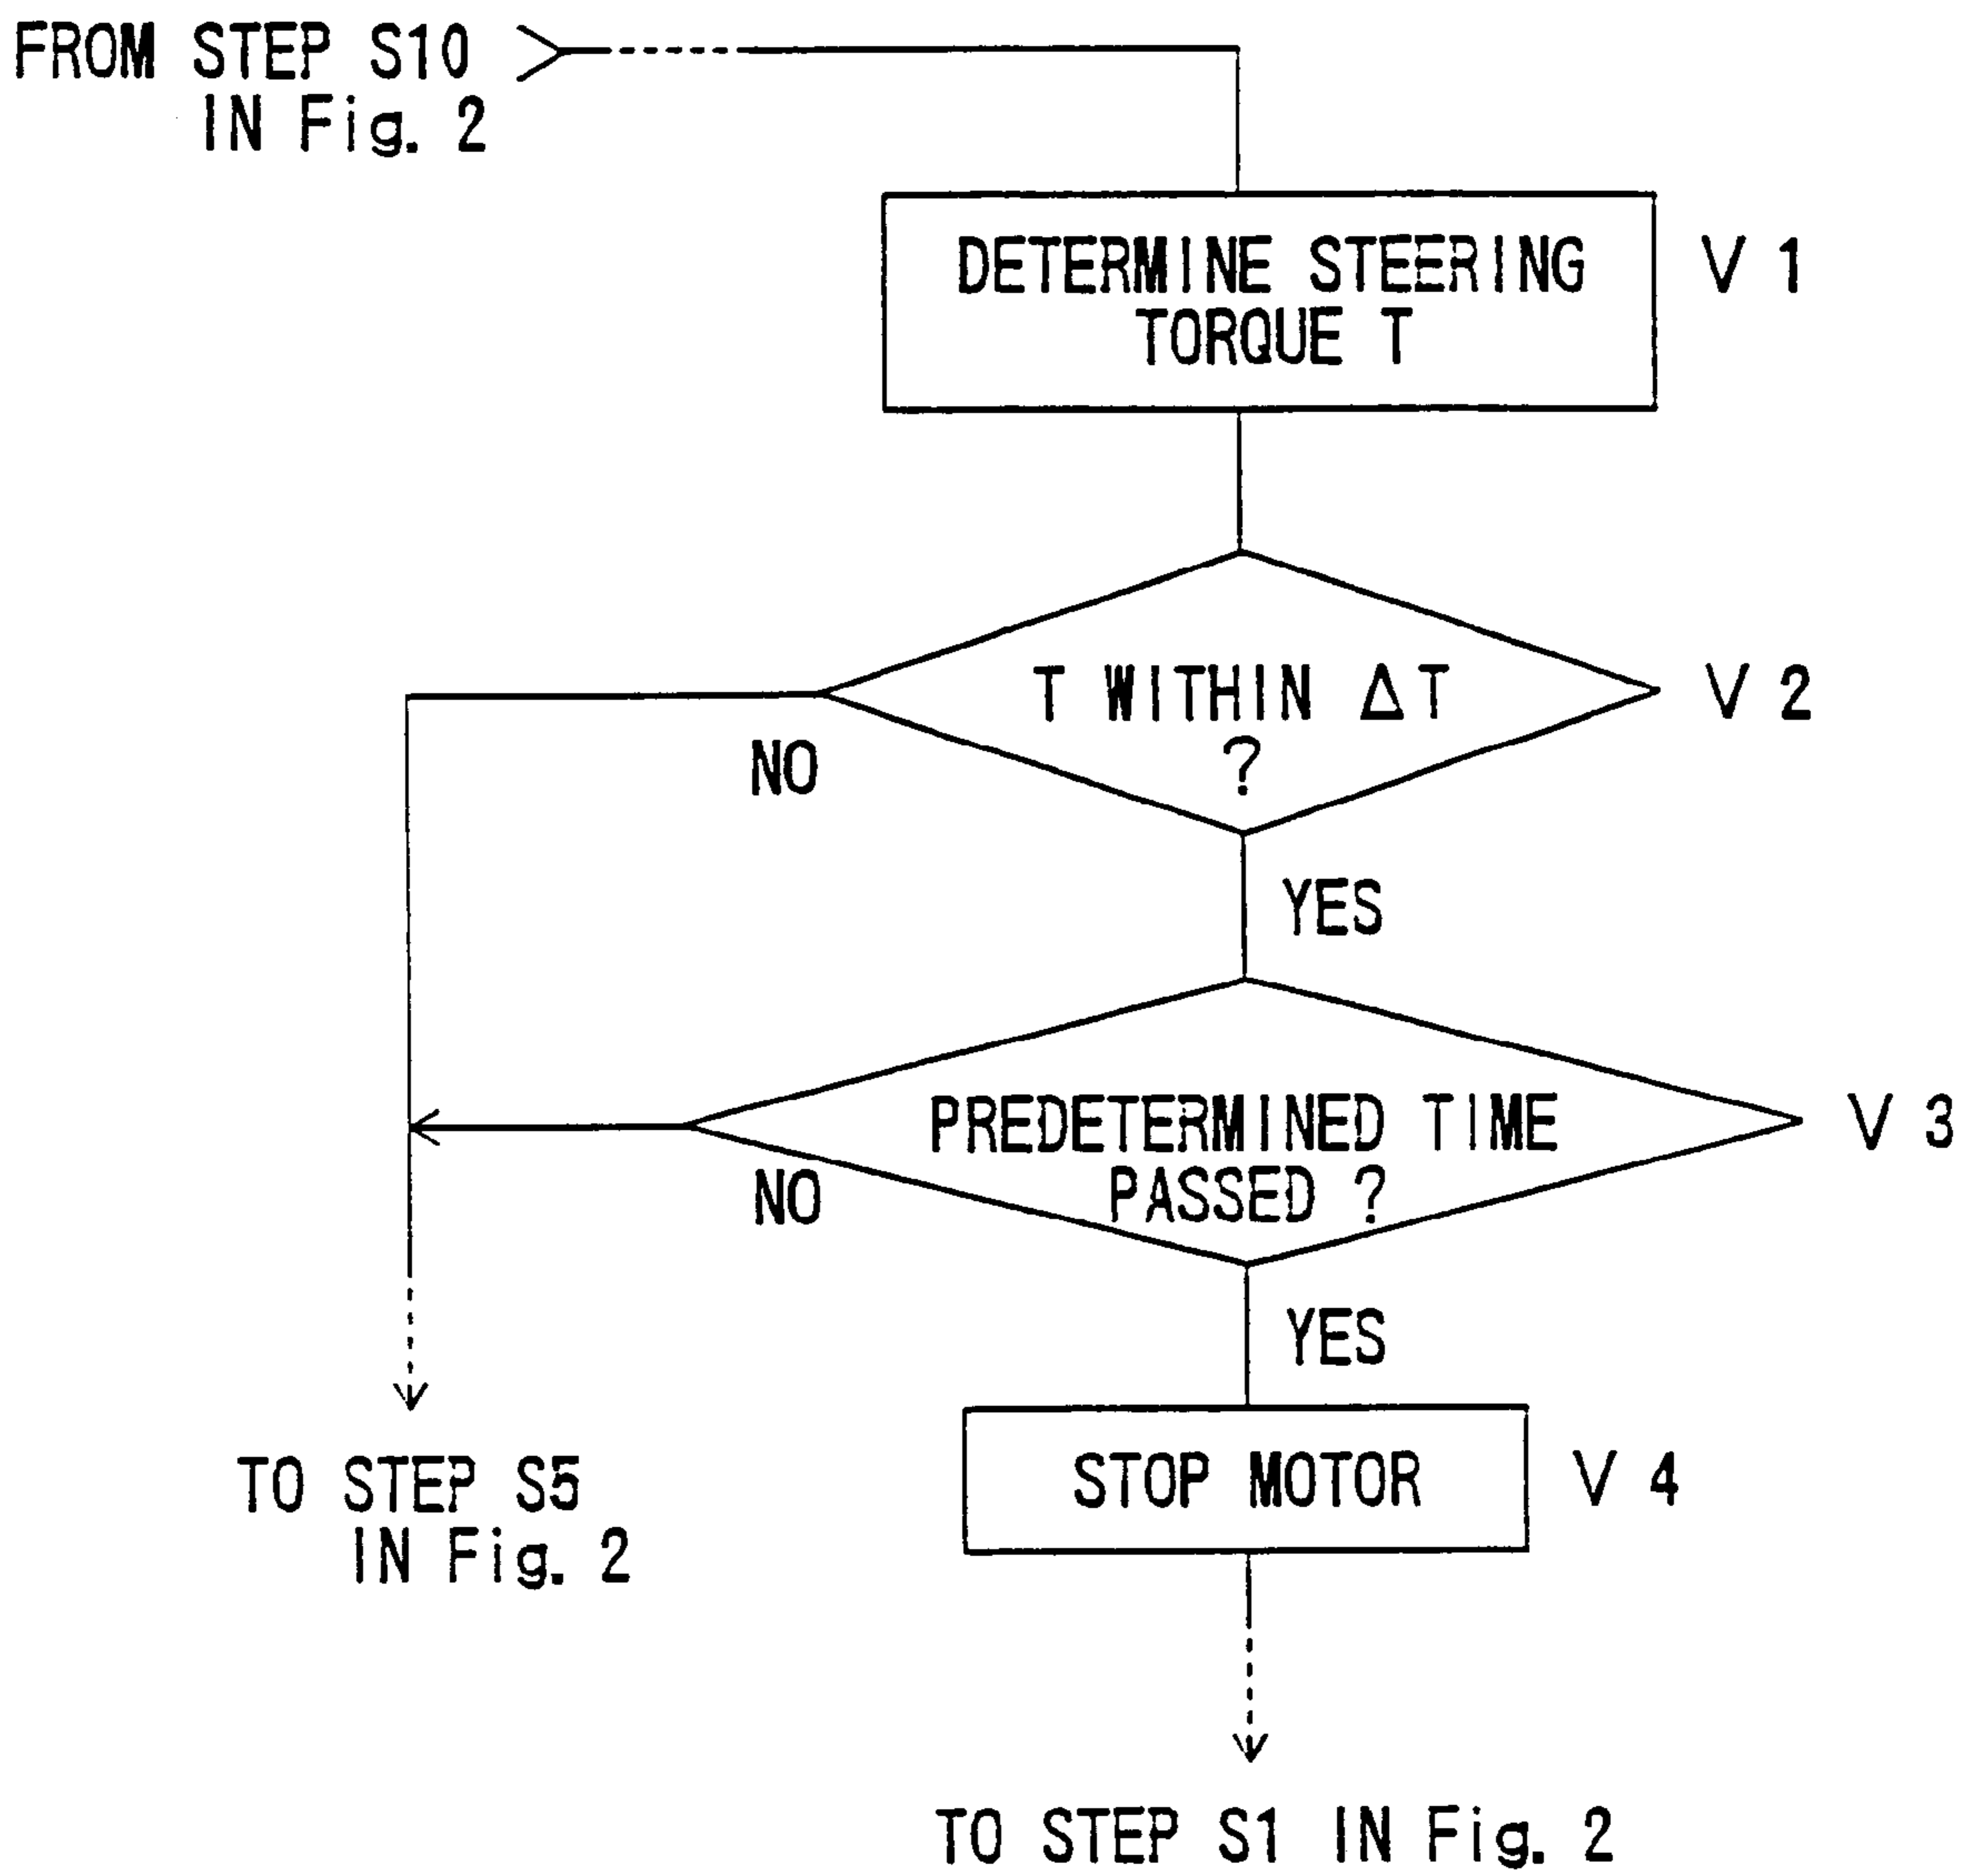 FROM STEP S10
IN Fig. 2
DETERMINE STEERING
TORQUE T
V 1
T WITHIN ΔT
?
V 2
NO
YES
PREDETERMINED TIME
PASSED ?
V 3
NO
YES
STOP MOTOR
V 4
TO STEP S5
IN Fig. 2
TO STEP S1 IN Fig. 2